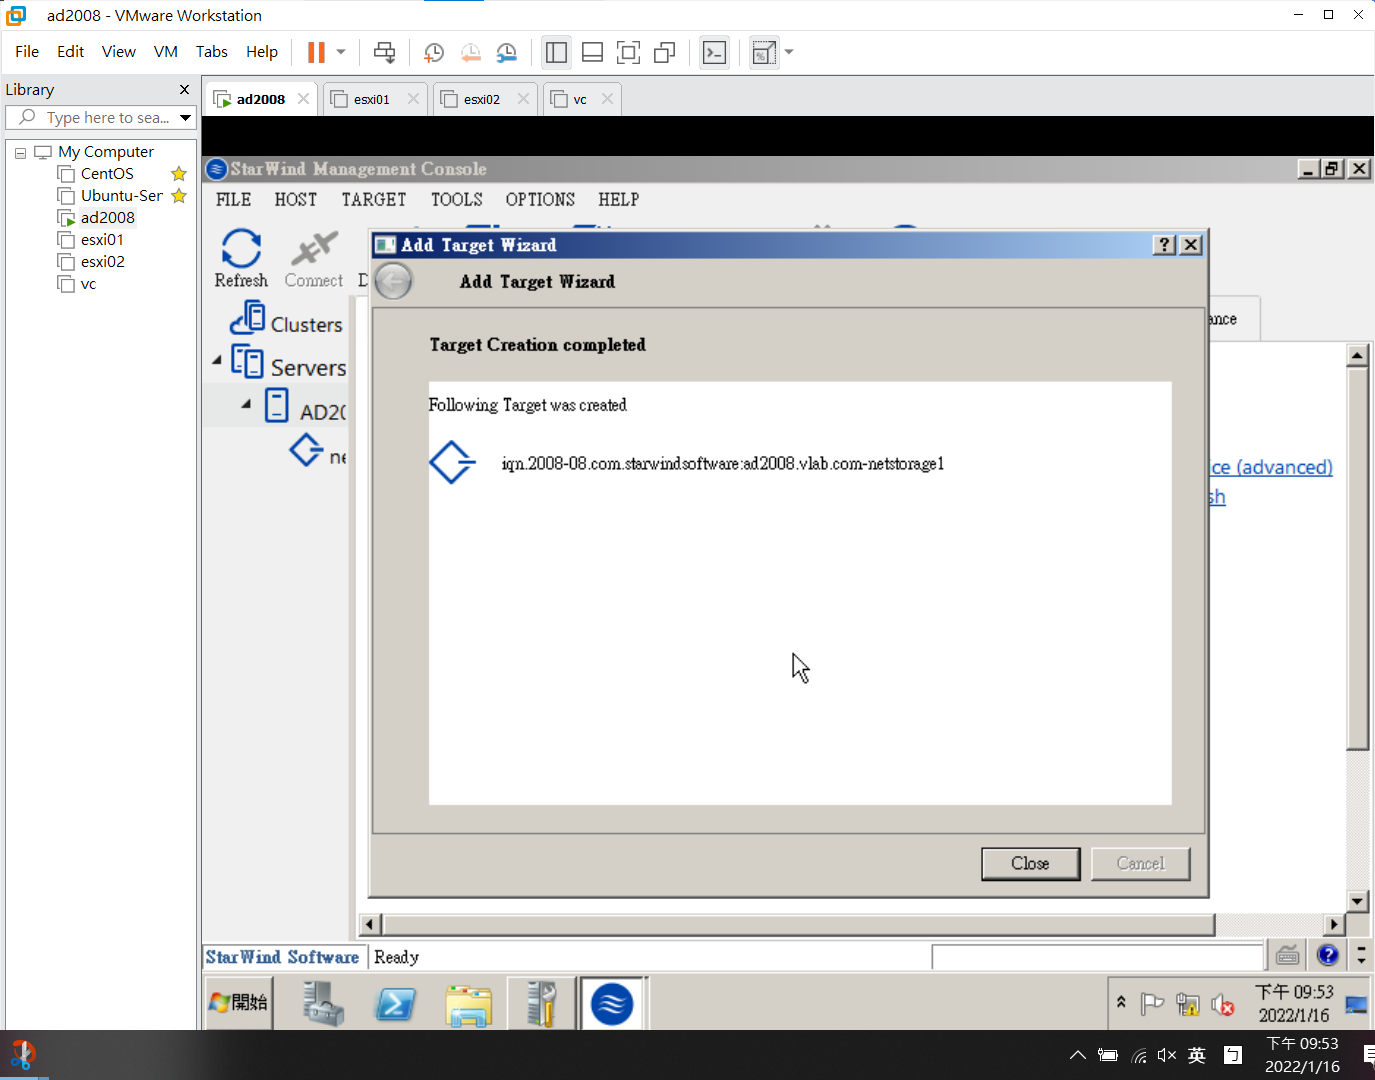 ad2008 - VMware Workstation
File Edit View VM Tabs Help
Library
Type here to sea...
My Computer
CentOS
Ubuntu-Ser
ad2008
esxi01
esxi02
vc
ad2008
esxi01
esxi02
vc
StarWind Management Console
FILE HOST TARGET TOOLS OPTIONS HELP
Refresh
Connect
D
Clusters
Servers
AD20
ne
ance
ice (advanced)
sh
Add Target Wizard
Add Target Wizard
Target Creation completed
Following Target was created
iqn.2008-08.com.starwindsoftware:ad2008.vlab.com-netstorage1
Close
Cancel
StarWind Software
Ready
開始
下午 09:53
2022/1/16
英
下午 09:53
2022/1/16